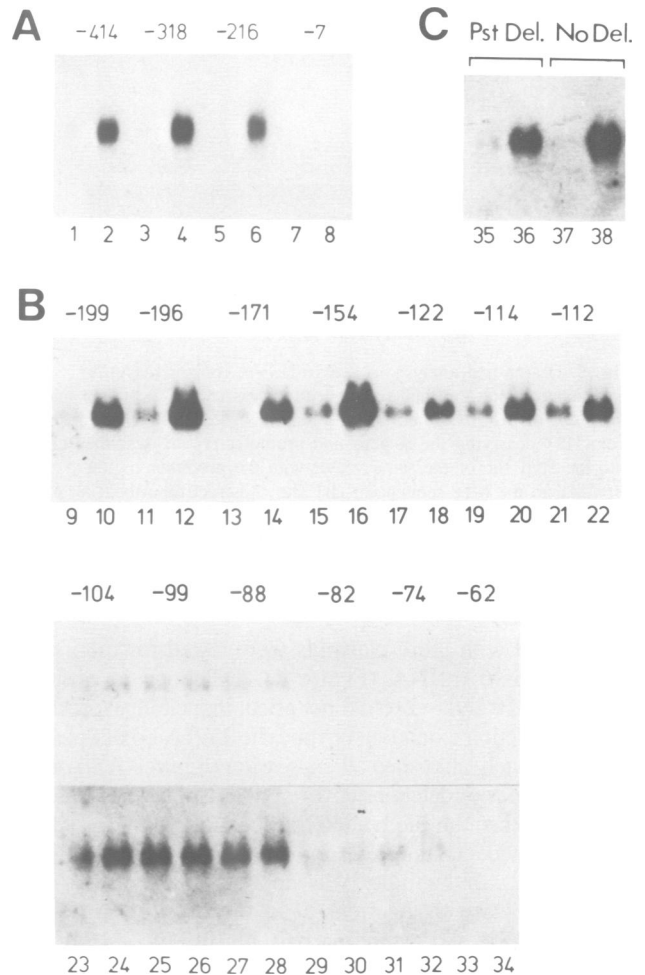 A
-414 -318 -216 -7
1 2 3 4 5 6 7 8
C
Pst Del. No Del.
35 36 37 38
B
-199 -196 -171 -154 -122 -114 -112
9 10 11 12 13 14 15 16 17 18 19 20 21 22
-104 -99 -88 -82 -74 -62
23 24 25 26 27 28 29 30 31 32 33 34